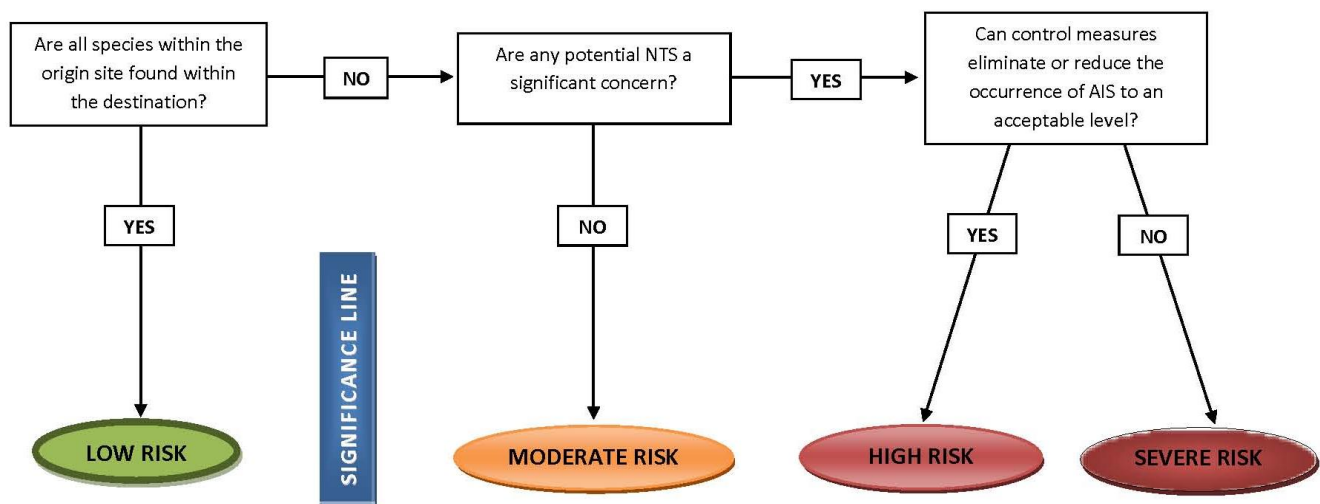 Are all species within the
origin site found within
the destination?
NO
Are any potential NTS a
significant concern?
YES
Can control measures
eliminate or reduce the
occurrence of AIS to an
acceptable level?
YES
NO
YES
NO
SIGNIFICANCE LINE
LOW RISK
MODERATE RISK
HIGH RISK
SEVERE RISK